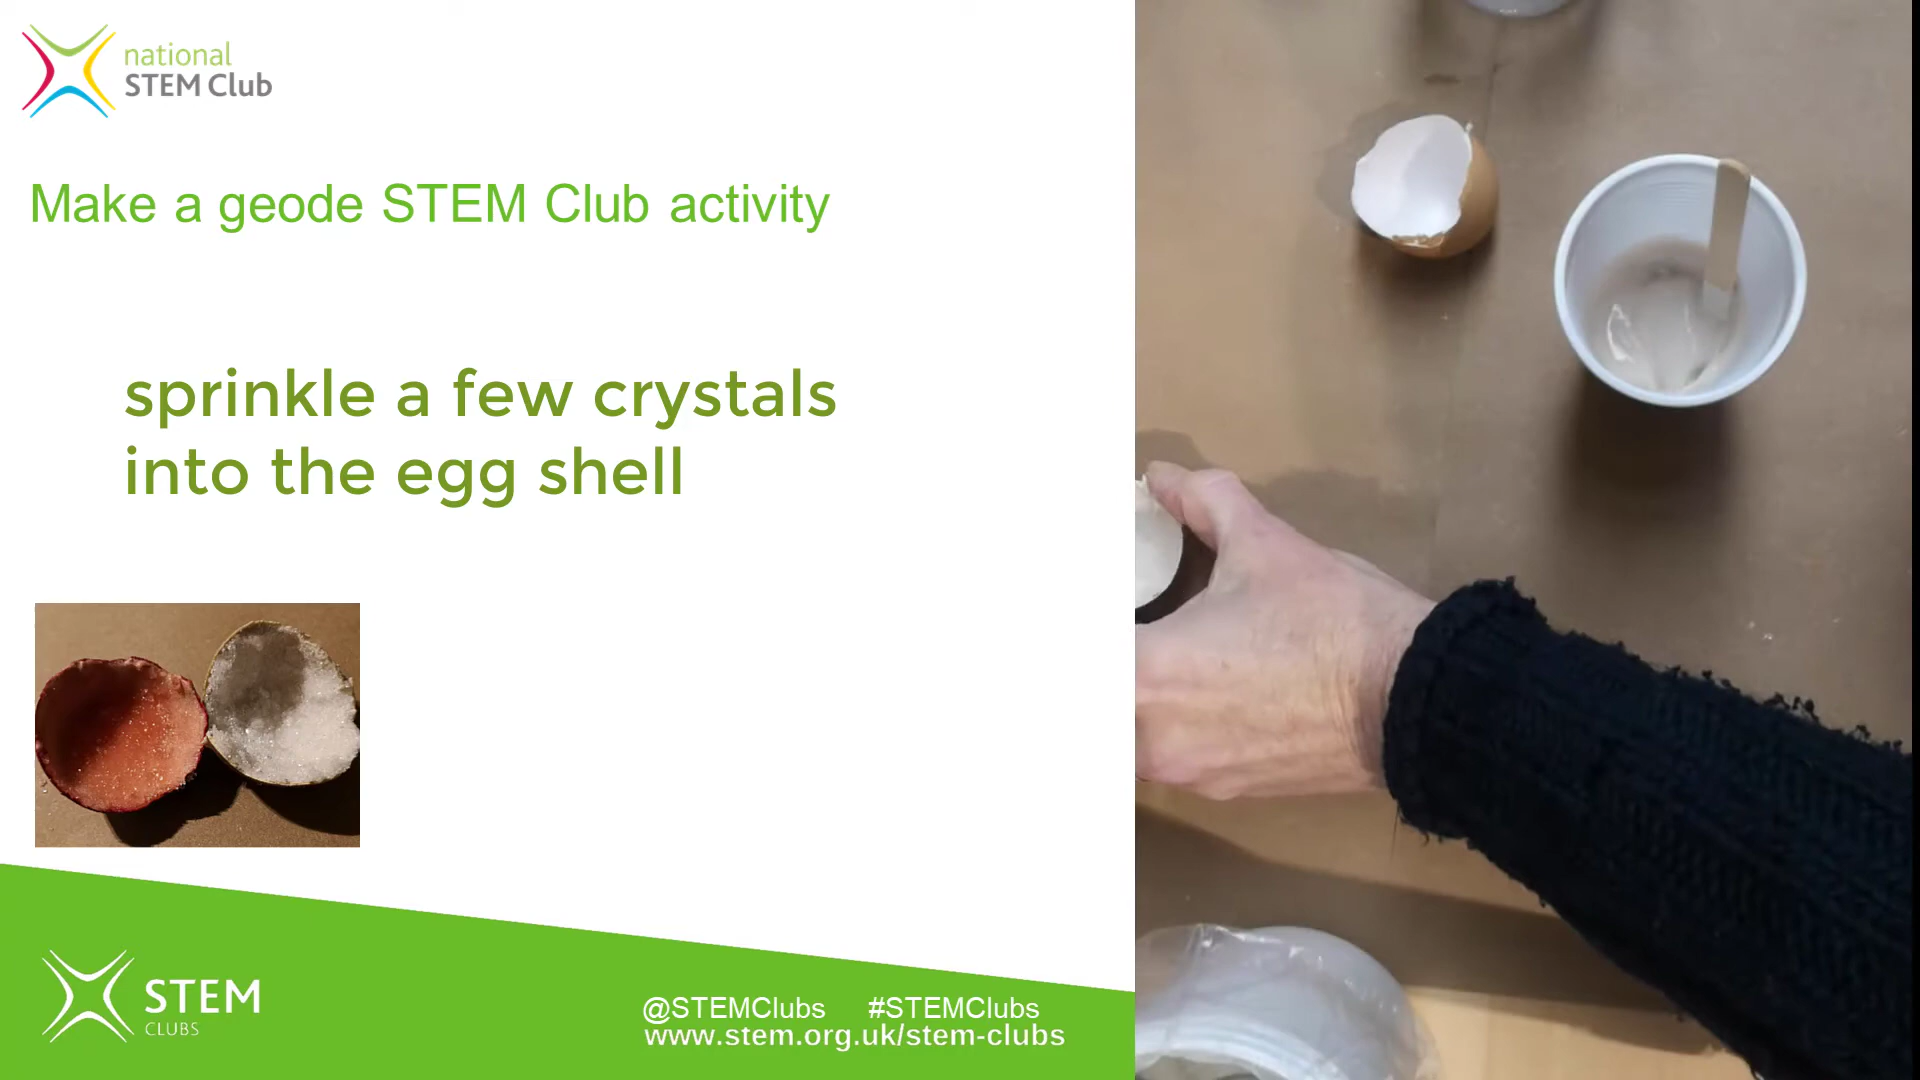 national
STEM Club
Make a geode STEM Club activity
sprinkle a few crystals
into the egg shell
STEM
CLUBS
@STEMClubs #STEMClubs
www.stem.org.uk/stem-clubs